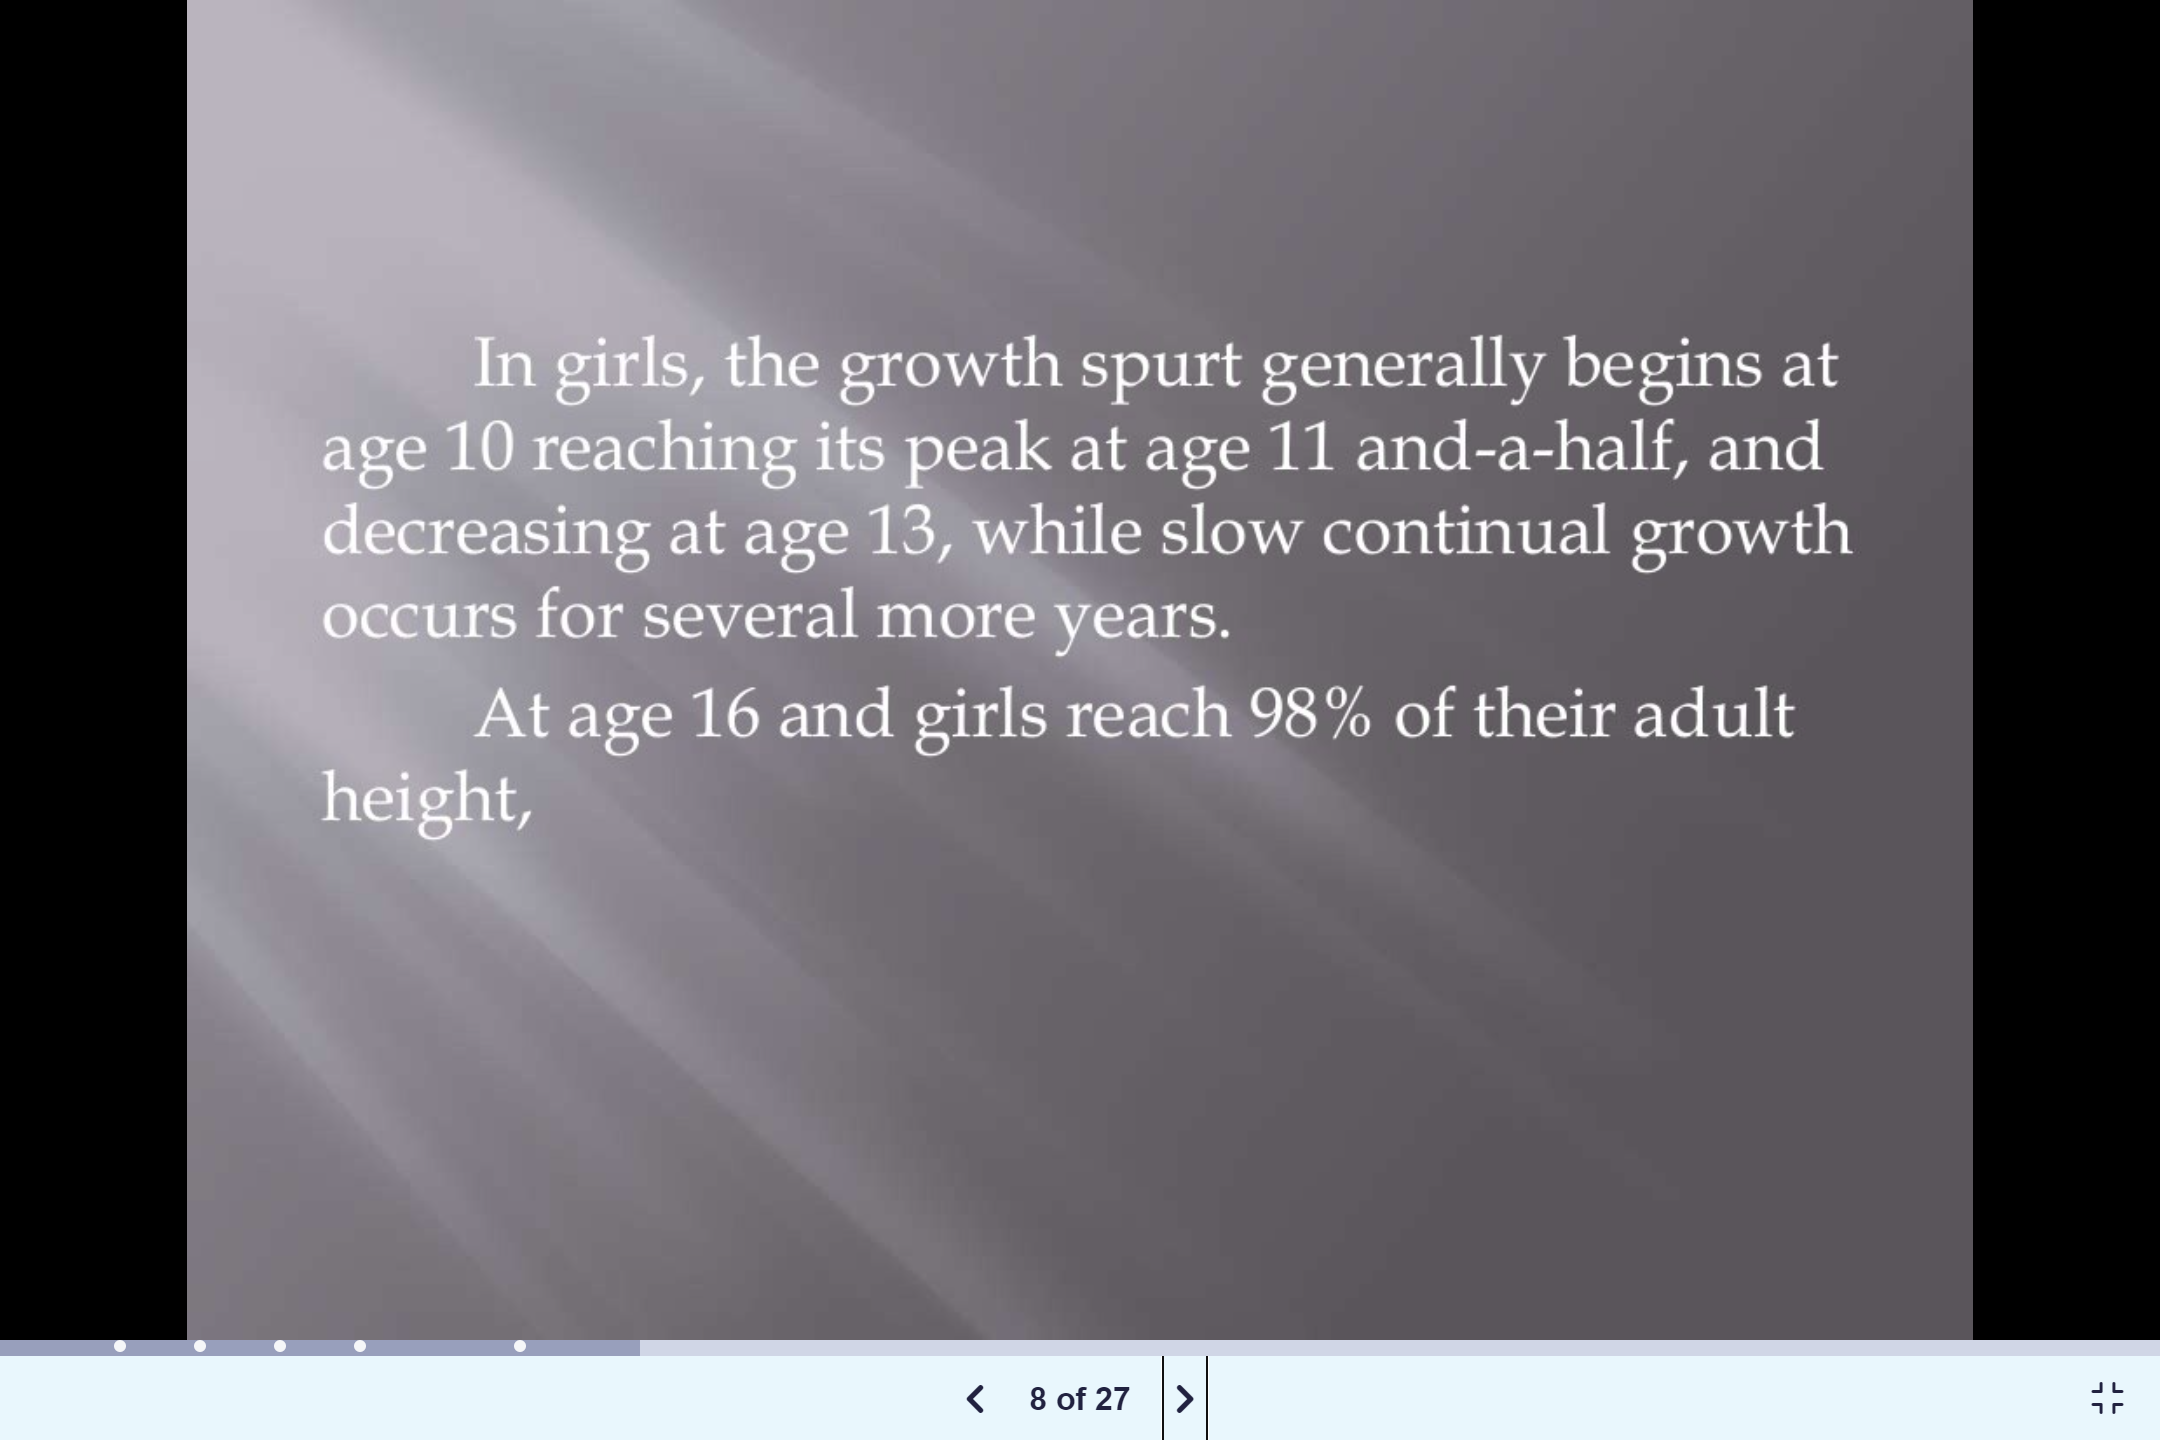 In girls, the growth spurt generally begins at
age 10 reaching its peak at age 11 and-a-half, and
decreasing at age 13, while slow continual growth
occurs for several more years.
At age 16 and girls reach 98% of their adult
height,
8 of 27